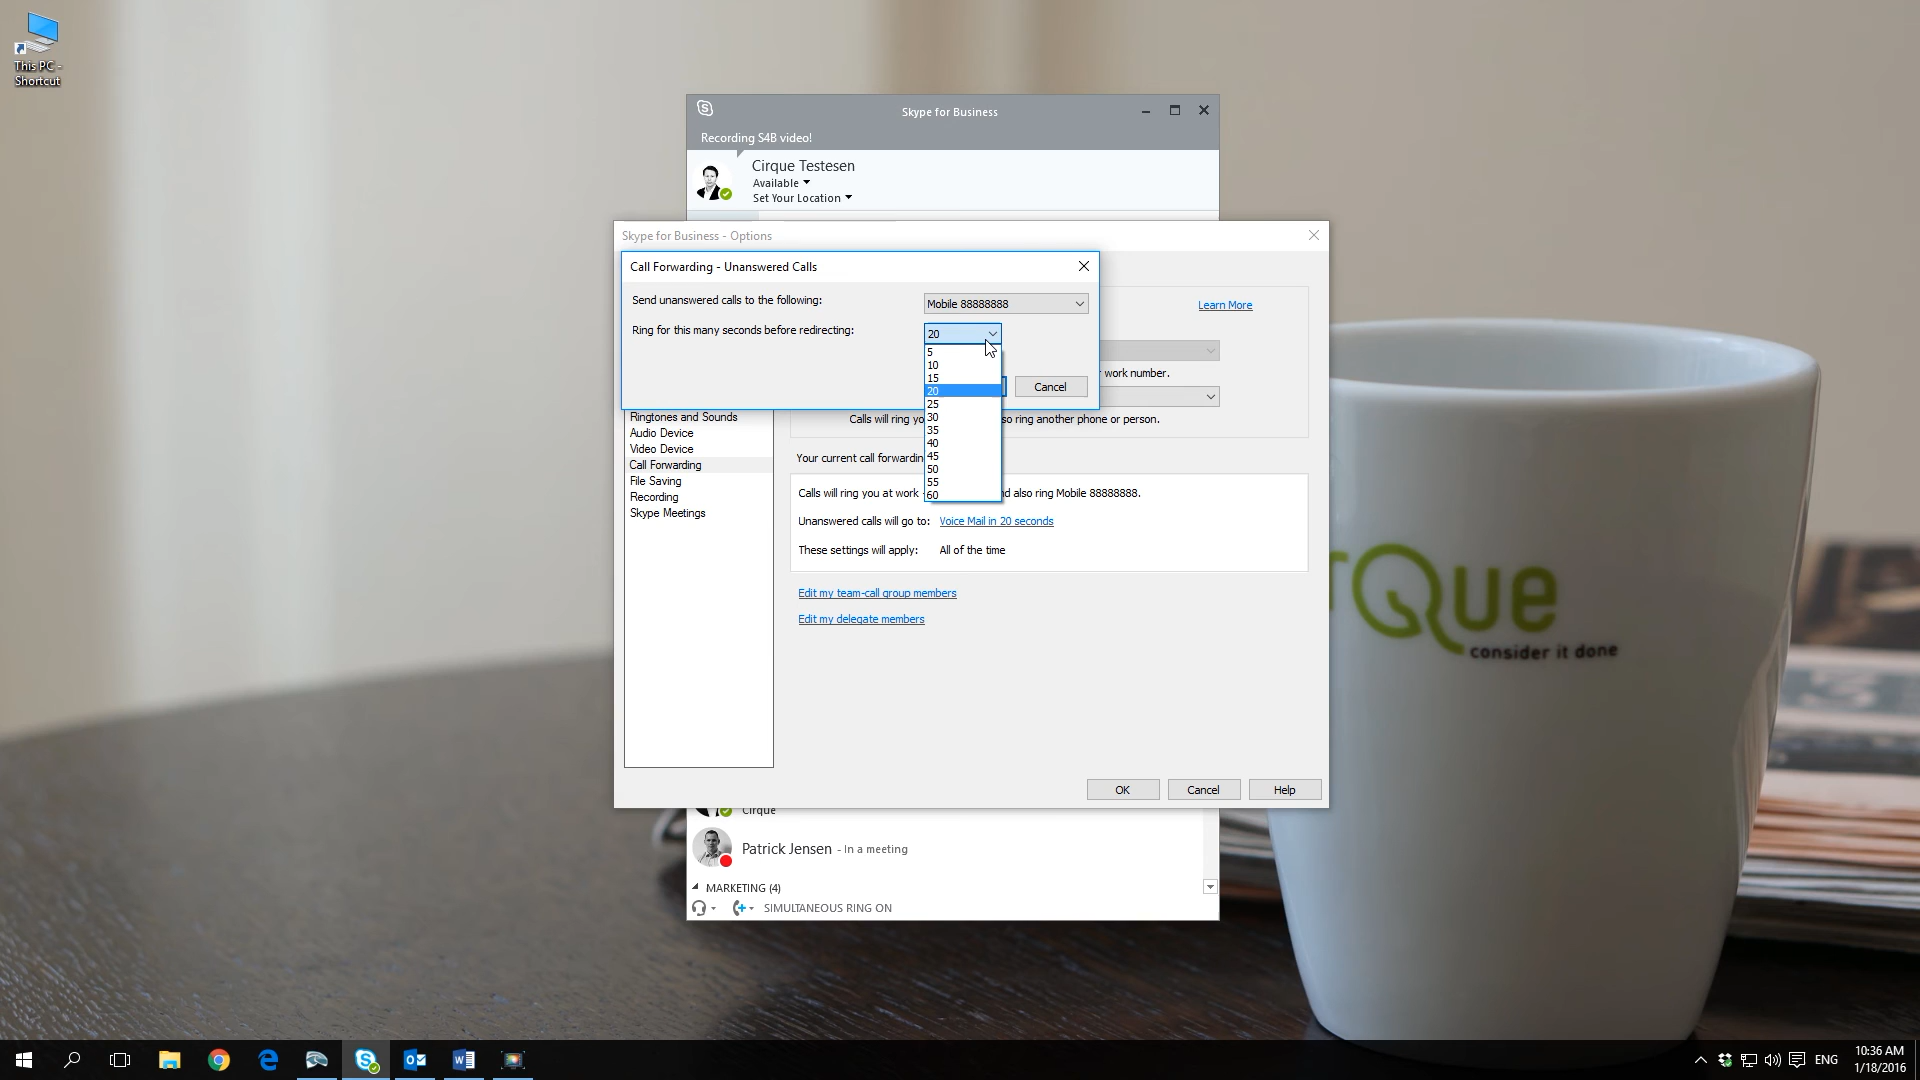 This PC -
Shortcut
Skype for Business
Recording S4B video!
Cirque Testesen
Available
Set Your Location
Skype for Business - Options
Call Forwarding - Unanswered Calls
Send unanswered calls to the following:
Mobile 88888888
Learn More
Ring for this many seconds before redirecting:
20
5
10
15
20
25
30
35
40
45
50
55
60
Cancel
work number.
Calls will ring you
so ring another phone or person.
Ringtones and Sounds
Audio Device
Video Device
Call Forwarding
File Saving
Recording
Skype Meetings
Your current call forwardin
Calls will ring you at work
nd also ring Mobile 88888888.
Unanswered calls will go to: Voice Mail in 20 seconds
These settings will apply: All of the time
Edit my team-call group members
Edit my delegate members
OK
Cancel
Help
Cirque
Patrick Jensen - In a meeting
MARKETING (4)
SIMULTANEOUS RING ON
rQue
consider it done
ENG
10:36 AM
1/18/2016